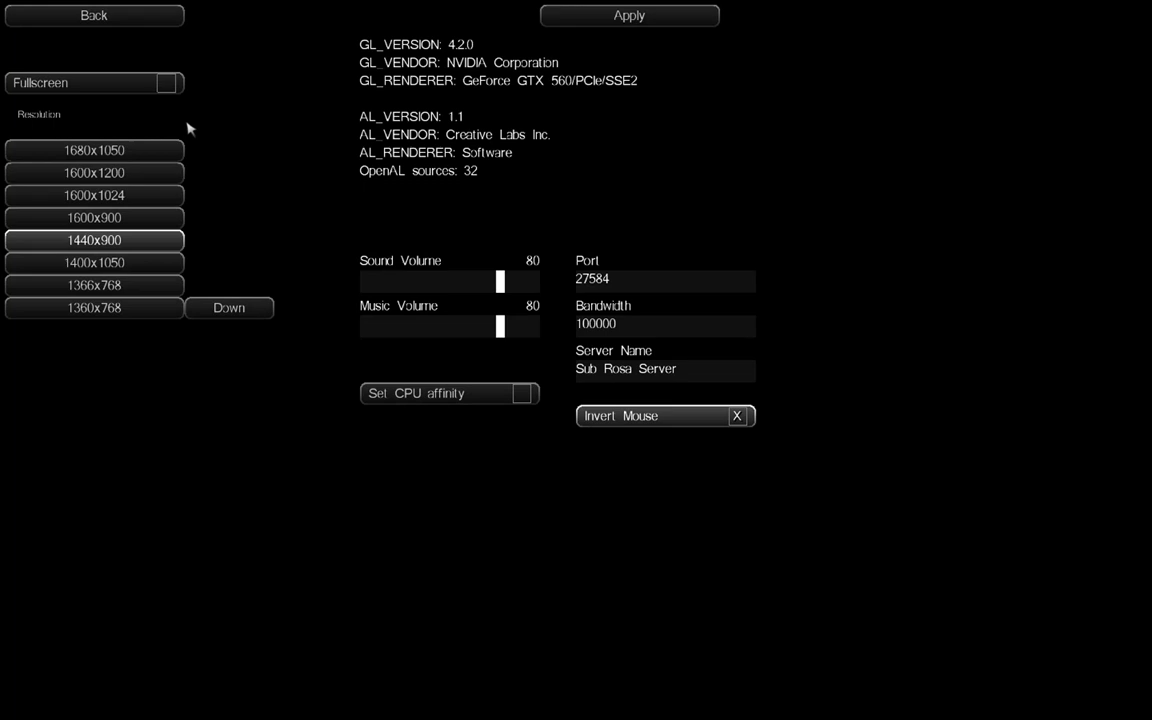 Back
Apply
GL_VERSION: 4.2.0
GL_VENDOR: NVIDIA Corporation
GL_RENDERER: GeForce GTX 560/PCIe/SSE2
Fullscreen
Resolution
AL_VERSION: 1.1
AL_VENDOR: Creative Labs Inc.
AL_RENDERER: Software
OpenAL sources: 32
1680x1050
1600x1200
1600x1024
1600x900
1440x900
1400x1050
1366x768
1360x768
Down
Sound Volume 80
Music Volume 80
Set CPU affinity
Port
27584
Bandwidth
100000
Server Name
Sub Rosa Server
Invert Mouse X